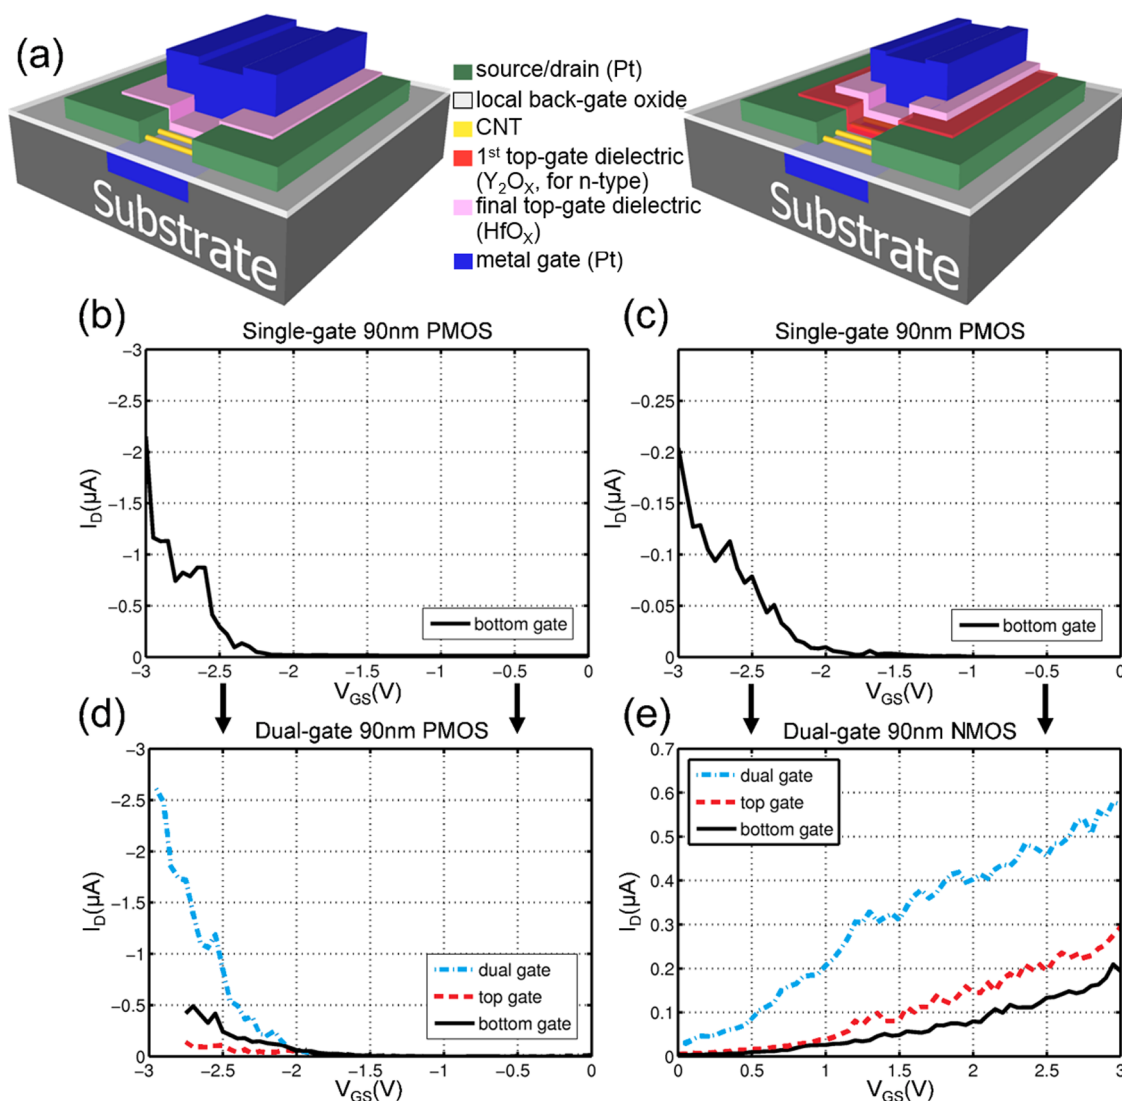 (a)
source/drain (Pt)
local back-gate oxide
CNT
1st top-gate dielectric
(Y2OX, for n-type)
final top-gate dielectric
(HfOX)
metal gate (Pt)
Substrate
Substrate
(b)
Single-gate 90nm PMOS
−3
−2.5
−2
−1.5
−1
−0.5
0
ID(μA)
bottom gate
−3 −2.5 −2 −1.5 −1 −0.5 0
VGS(V)
(c)
Single-gate 90nm PMOS
−0.25
−0.2
−0.15
−0.1
−0.05
0
ID(μA)
bottom gate
−3 −2.5 −2 −1.5 −1 −0.5 0
VGS(V)
(d)
Dual-gate 90nm PMOS
−3
−2.5
−2
−1.5
−1
−0.5
0
ID(μA)
dual gate
top gate
bottom gate
−3 −2.5 −2 −1.5 −1 −0.5 0
VGS(V)
(e)
Dual-gate 90nm NMOS
0.7
0.6
0.5
0.4
0.3
0.2
0.1
0
ID(μA)
dual gate
top gate
bottom gate
0 0.5 1 1.5 2 2.5 3
VGS(V)